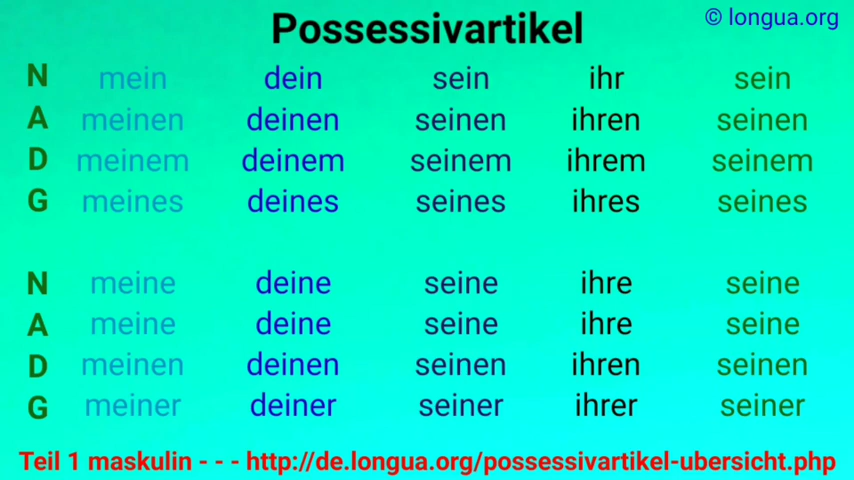 Possessivartikel © longua.org
N mein dein sein ihr sein
A meinen deinen seinen ihren seinen
D meinem deinem seinem ihrem seinem
G meines deines seines ihres seines
N meine deine seine ihre seine
A meine deine seine ihre seine
D meinen deinen seinen ihren seinen
G meiner deiner seiner ihrer seiner
Teil 1 maskulin - - - http://de.longua.org/possessivartikel-ubersicht.php